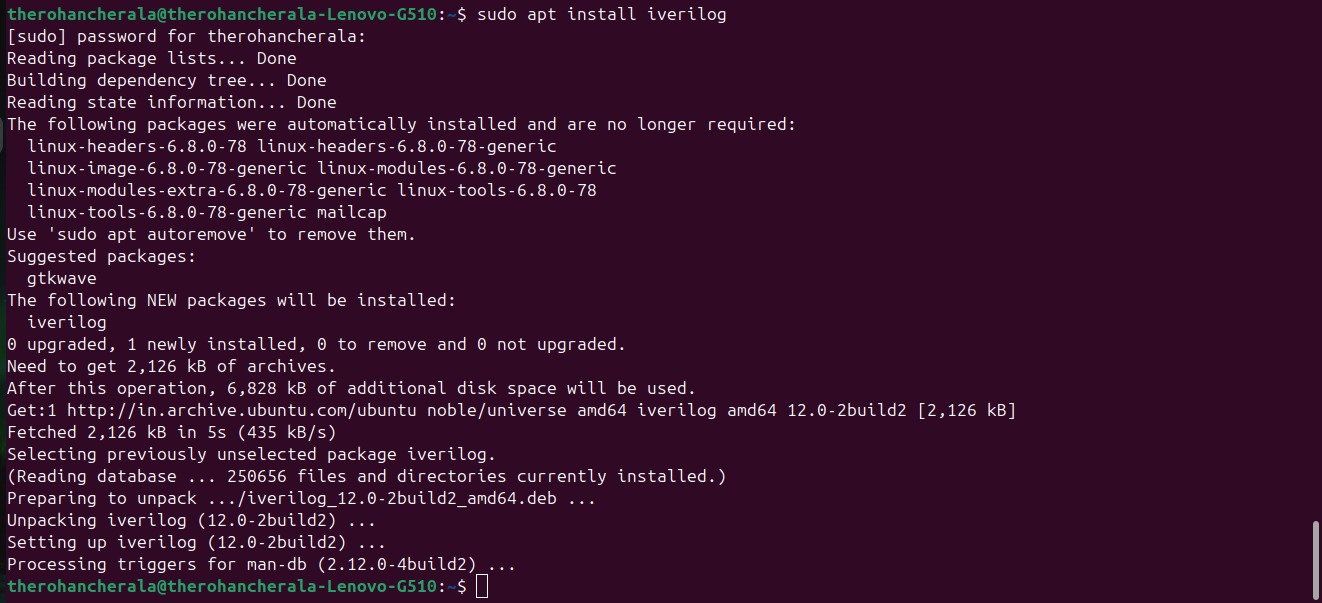 therohancherala@therohancherala-Lenovo-G510:~$ sudo apt install iverilog
[sudo] password for therohancherala:
Reading package lists... Done
Building dependency tree... Done
Reading state information... Done
The following packages were automatically installed and are no longer required:
  linux-headers-6.8.0-78 linux-headers-6.8.0-78-generic
  linux-image-6.8.0-78-generic linux-modules-6.8.0-78-generic
  linux-modules-extra-6.8.0-78-generic linux-tools-6.8.0-78
  linux-tools-6.8.0-78-generic mailcap
Use 'sudo apt autoremove' to remove them.
Suggested packages:
  gtkwave
The following NEW packages will be installed:
  iverilog
0 upgraded, 1 newly installed, 0 to remove and 0 not upgraded.
Need to get 2,126 kB of archives.
After this operation, 6,828 kB of additional disk space will be used.
Get:1 http://in.archive.ubuntu.com/ubuntu noble/universe amd64 iverilog amd64 12.0-2build2 [2,126 kB]
Fetched 2,126 kB in 5s (435 kB/s)
Selecting previously unselected package iverilog.
(Reading database ... 250656 files and directories currently installed.)
Preparing to unpack .../iverilog_12.0-2build2_amd64.deb ...
Unpacking iverilog (12.0-2build2) ...
Setting up iverilog (12.0-2build2) ...
Processing triggers for man-db (2.12.0-4build2) ...
therohancherala@therohancherala-Lenovo-G510:~$